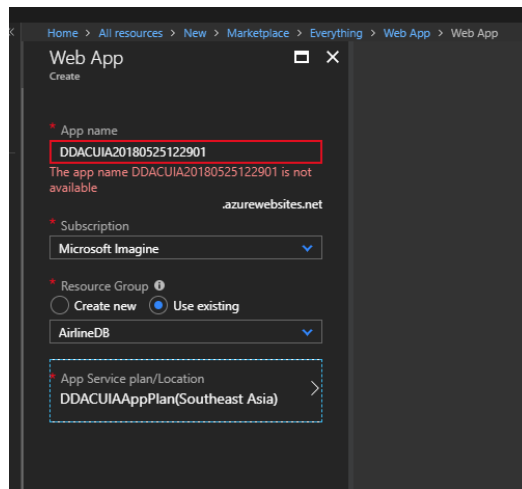 Home > All resources > New > Marketplace > Everything > Web App > Web App
Web App
Create
* App name
DDACUIA20180525122901
The app name DDACUIA20180525122901 is not
available
.azurewebsites.net
* Subscription
Microsoft Imagine
* Resource Group
Create new Use existing
AirlineDB
* App Service plan/Location
DDACUIAAppPlan(Southeast Asia)